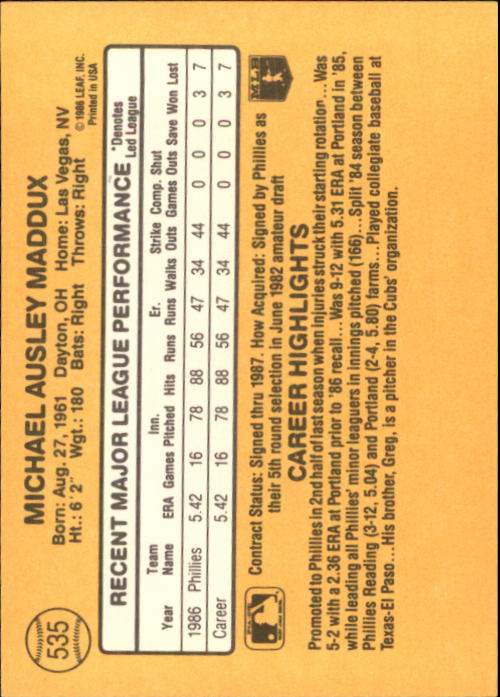 535
MICHAEL AUSLEY MADDUX
Born: Aug. 27, 1961 Dayton, OH Home: Las Vegas, NV
Ht.: 6' 2" Wgt.: 180 Bats: Right Throws: Right
© 1986 LEAF, INC.
Printed in USA
RECENT MAJOR LEAGUE PERFORMANCE *Denotes Led League
Year Team Name ERA Games Inn. Pitched Hits Runs Er. Runs Walks Strike Outs Comp. Games Shut Outs Save Won Lost
1986 Phillies 5.42 16 78 88 56 47 34 44 0 0 0 3 7
Career 5.42 16 78 88 56 47 34 44 0 0 0 3 7
Contract Status: Signed thru 1987. How Acquired: Signed by Phillies as
their 5th round selection in June 1982 amateur draft
MLB
CAREER HIGHLIGHTS
Promoted to Phillies in 2nd half of last season when injuries struck their starting rotation... Was
5-2 with a 2.36 ERA at Portland prior to '86 recall... Was 9-12 with 5.31 ERA at Portland in '85,
while leading all Phillies' minor leaguers in innings pitched (166)... Split '84 season between
Phillies Reading (3-12, 5.04) and Portland (2-4, 5.80) farms... Played collegiate baseball at
Texas-El Paso... His brother, Greg, is a pitcher in the Cubs' organization.